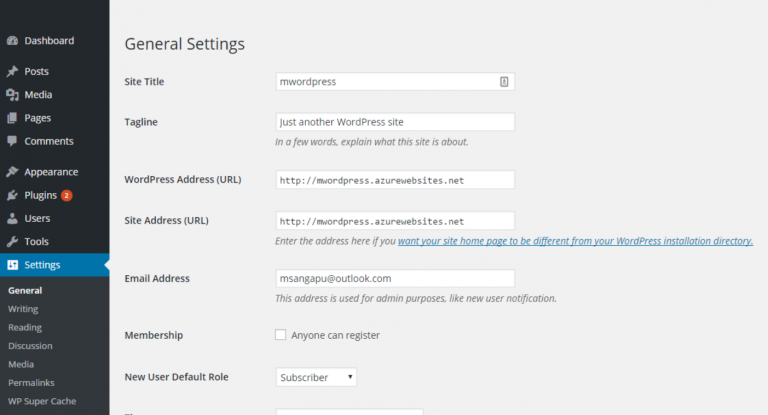 Dashboard
Posts
Media
Pages
Comments
Appearance
Plugins 2
Users
Tools
Settings
General
Writing
Reading
Discussion
Media
Permalinks
WP Super Cache
General Settings
Site Title mwordpress
Tagline Just another WordPress site
In a few words, explain what this site is about.
WordPress Address (URL) http://mwordpress.azurewebsites.net
Site Address (URL) http://mwordpress.azurewebsites.net
Enter the address here if you want your site home page to be different from your WordPress installation directory.
Email Address msangapu@outlook.com
This address is used for admin purposes, like new user notification.
Membership Anyone can register
New User Default Role Subscriber